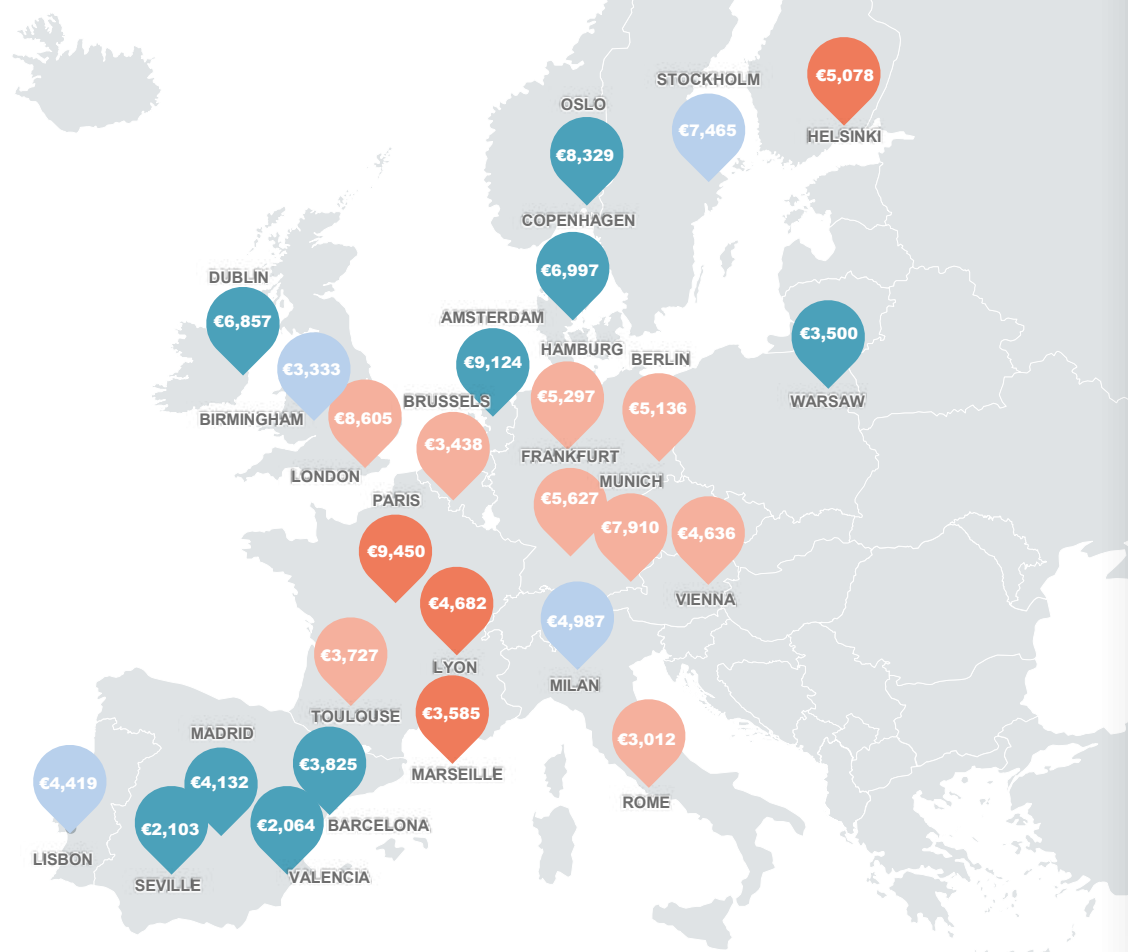 STOCKHOLM
€7,465
€5,078
HELSINKI
OSLO
€8,329
COPENHAGEN
€6,997
DUBLIN
€6,857
AMSTERDAM
€9,124
HAMBURG
€5,297
BERLIN
€5,136
€3,500
WARSAW
€3,333
BIRMINGHAM
€8,605
LONDON
BRUSSELS
€3,438
FRANKFURT
€5,627
MUNICH
€7,910
€4,636
VIENNA
PARIS
€9,450
€4,682
LYON
€4,987
MILAN
€3,727
TOULOUSE
€3,585
MARSEILLE
€3,012
ROME
MADRID
€4,132
€3,825
BARCELONA
€4,419
LISBON
€2,103
SEVILLE
€2,064
VALENCIA